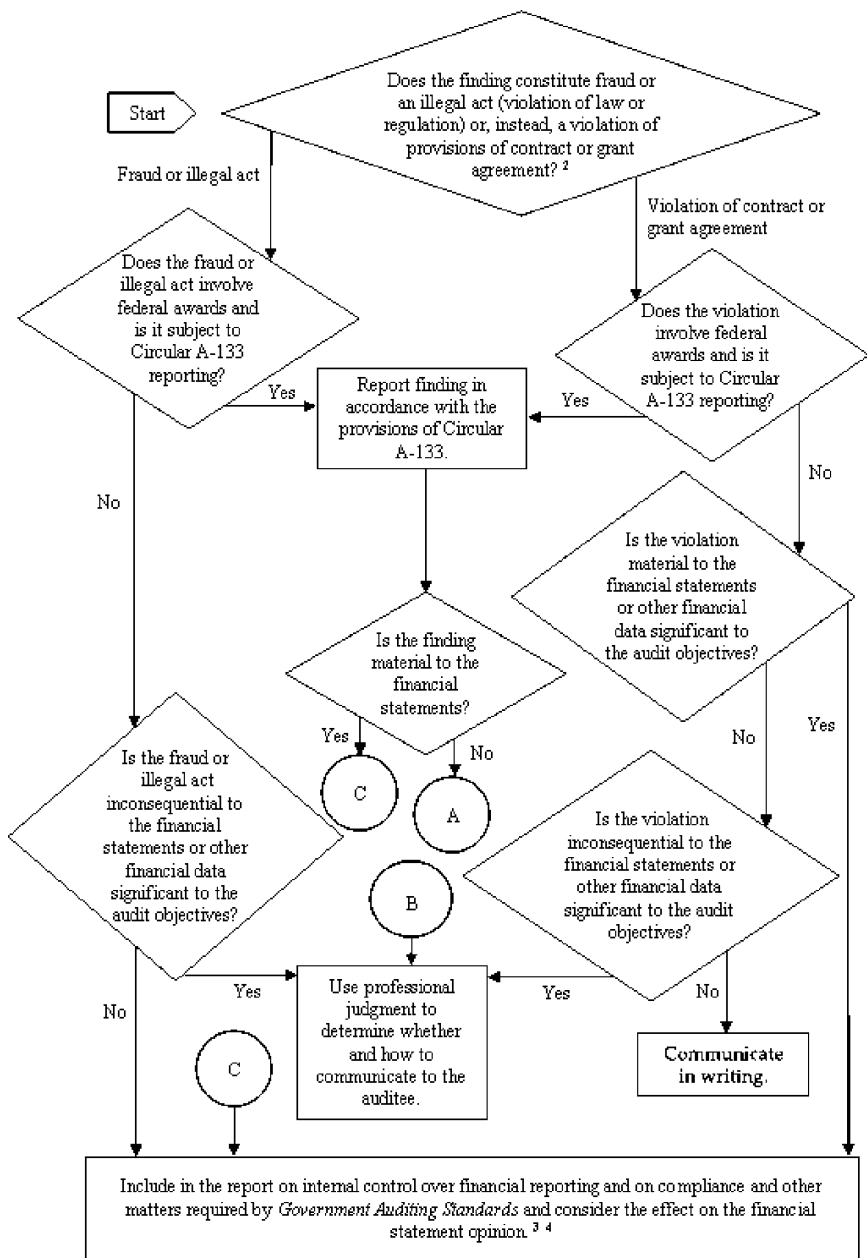 Start
Does the finding constitute fraud or
an illegal act (violation of law or
regulation) or, instead, a violation of
provisions of contract or grant
agreement? 2
Fraud or illegal act
Violation of contract or
grant agreement
Does the fraud or
illegal act involve
federal awards and
is it subject to
Circular A-133
reporting?
Does the violation
involve federal
awards and is it
subject to Circular
A-133 reporting?
Yes
Report finding in
accordance with the
provisions of Circular
A-133.
Yes
No
No
Is the violation
material to the
financial statements
or other financial
data significant to
the audit objectives?
Is the finding
material to the
financial
statements?
Yes
No
No
Yes
C
A
Is the fraud or
illegal act
inconsequential to
the financial
statements or other
financial data
significant to the
audit objectives?
Is the violation
inconsequential to the
financial statements or
other financial data
significant to the audit
objectives?
B
No
Yes
Use professional
judgment to
determine whether
and how to
communicate to the
auditee.
Yes
No
Communicate
in writing.
C
Include in the report on internal control over financial reporting and on compliance and other
matters required by Government Auditing Standards and consider the effect on the financial
statement opinion. 3 4